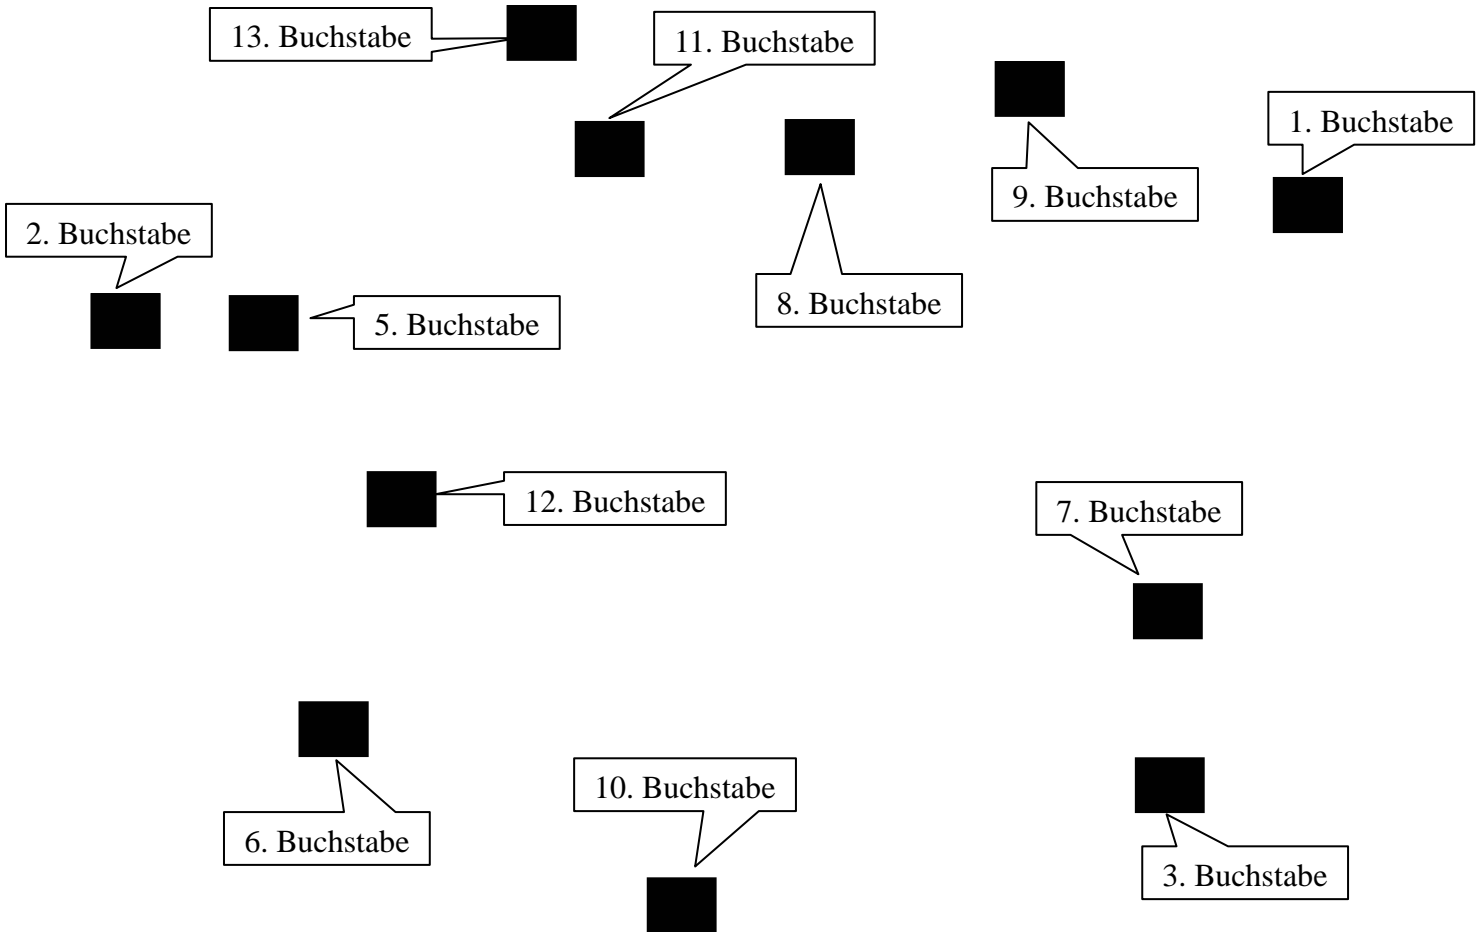 13. Buchstabe
11. Buchstabe
1. Buchstabe
9. Buchstabe
2. Buchstabe
8. Buchstabe
5. Buchstabe
12. Buchstabe
7. Buchstabe
10. Buchstabe
6. Buchstabe
3. Buchstabe